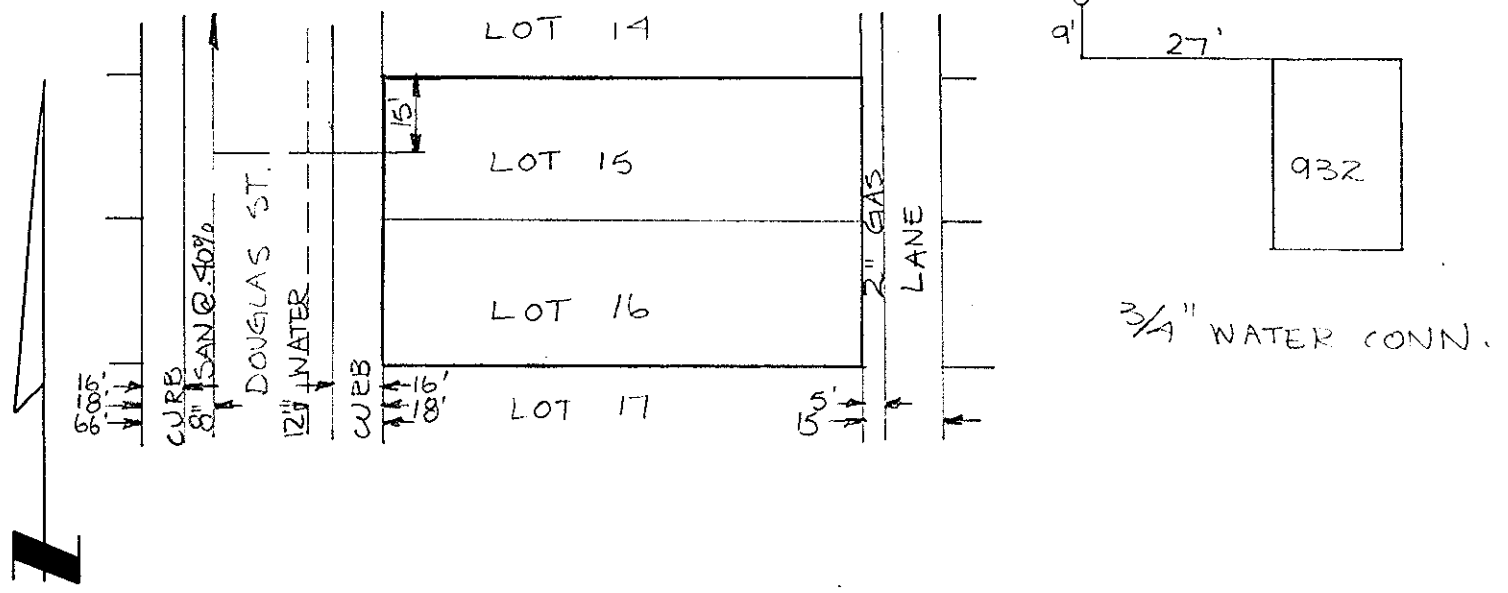 LOT 14
15'
LOT 15
LOT 16
LOT 17
16'
18'
66'
CURB
8" SAN @ .40%
DOUGLAS ST.
12" WATER
CURB
16'
18'
2" GAS
LANE
5'
15'
9'
27'
932
3/4" WATER CONN.
N